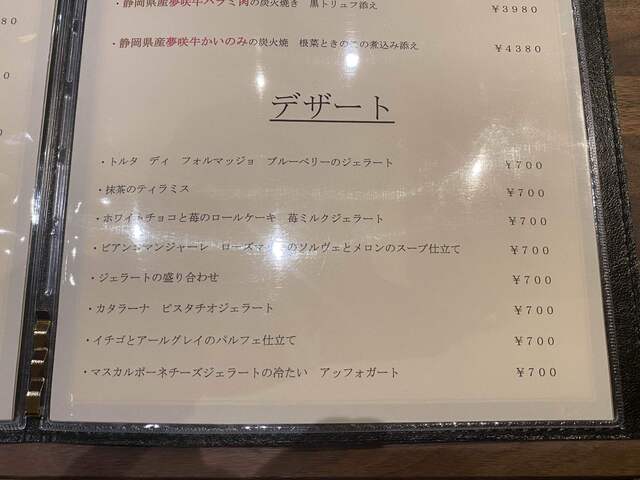 ・静岡県産夢咲牛ハラミ肉の炭火焼き 黒トリュフ添え ￥3980
・静岡県産夢咲牛かいのみの炭火焼 根菜ときのこの煮込み添え ￥4380
デザート
・トルタ ディ フォルマッジョ ブルーベリーのジェラート ￥700
・抹茶のティラミス ￥700
・ホワイトチョコと苺のロールケーキ 苺ミルクジェラート ￥700
・ビアンコマンジャーレ ローズマリーのソルヴェとメロンのスープ仕立て ￥700
・ジェラートの盛り合わせ ￥700
・カタラーナ ピスタチオジェラート ￥700
・イチゴとアールグレイのパルフェ仕立て ￥700
・マスカルポーネチーズジェラートの冷たい アッフォガート ￥700